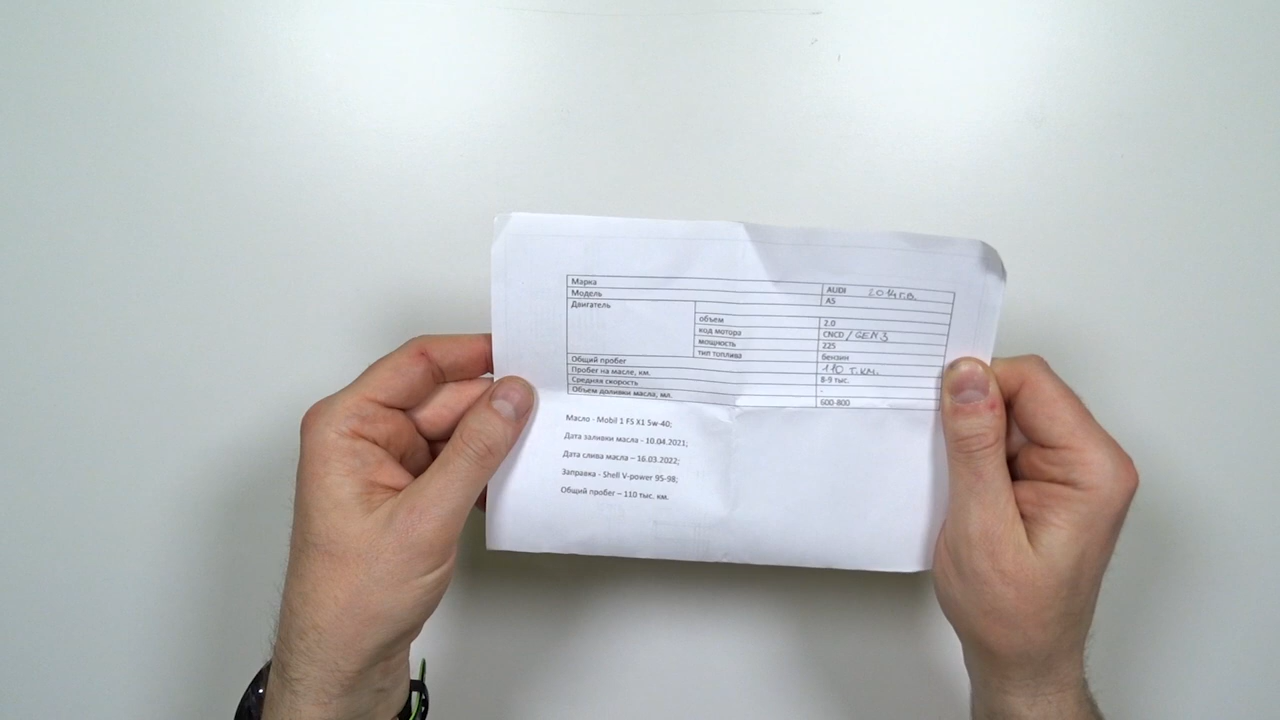 Марка AUDI 2014г.в.
Модель A5
Двигатель
объем 2.0
код мотора CNCD / GEN 3
мощность 225
тип топлива бензин
Общий пробег 110 т.км.
Пробег на масле, км. 8-9 тыс.
Средняя скорость -
Объем доливки масла, мл. 600-800
Масло - Mobil 1 FS X1 5w-40;
Дата заливки масла - 10.04.2021;
Дата слива масла – 16.03.2022;
Заправка - Shell V-power 95-98;
Общий пробег – 110 тыс. км.